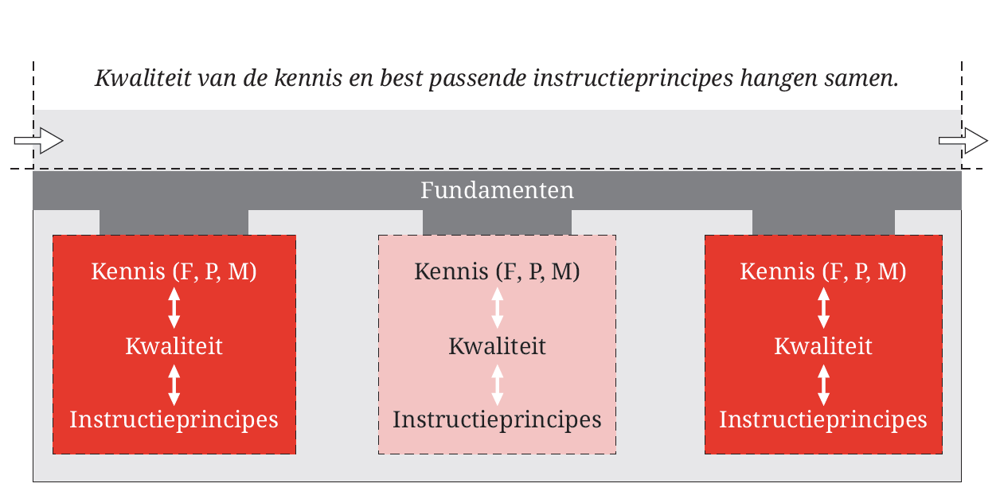 Kwaliteit van de kennis en best passende instructieprincipes hangen samen.
Fundamenten
Kennis (F, P, M)
Kwaliteit
Instructieprincipes
Kennis (F, P, M)
Kwaliteit
Instructieprincipes
Kennis (F, P, M)
Kwaliteit
Instructieprincipes